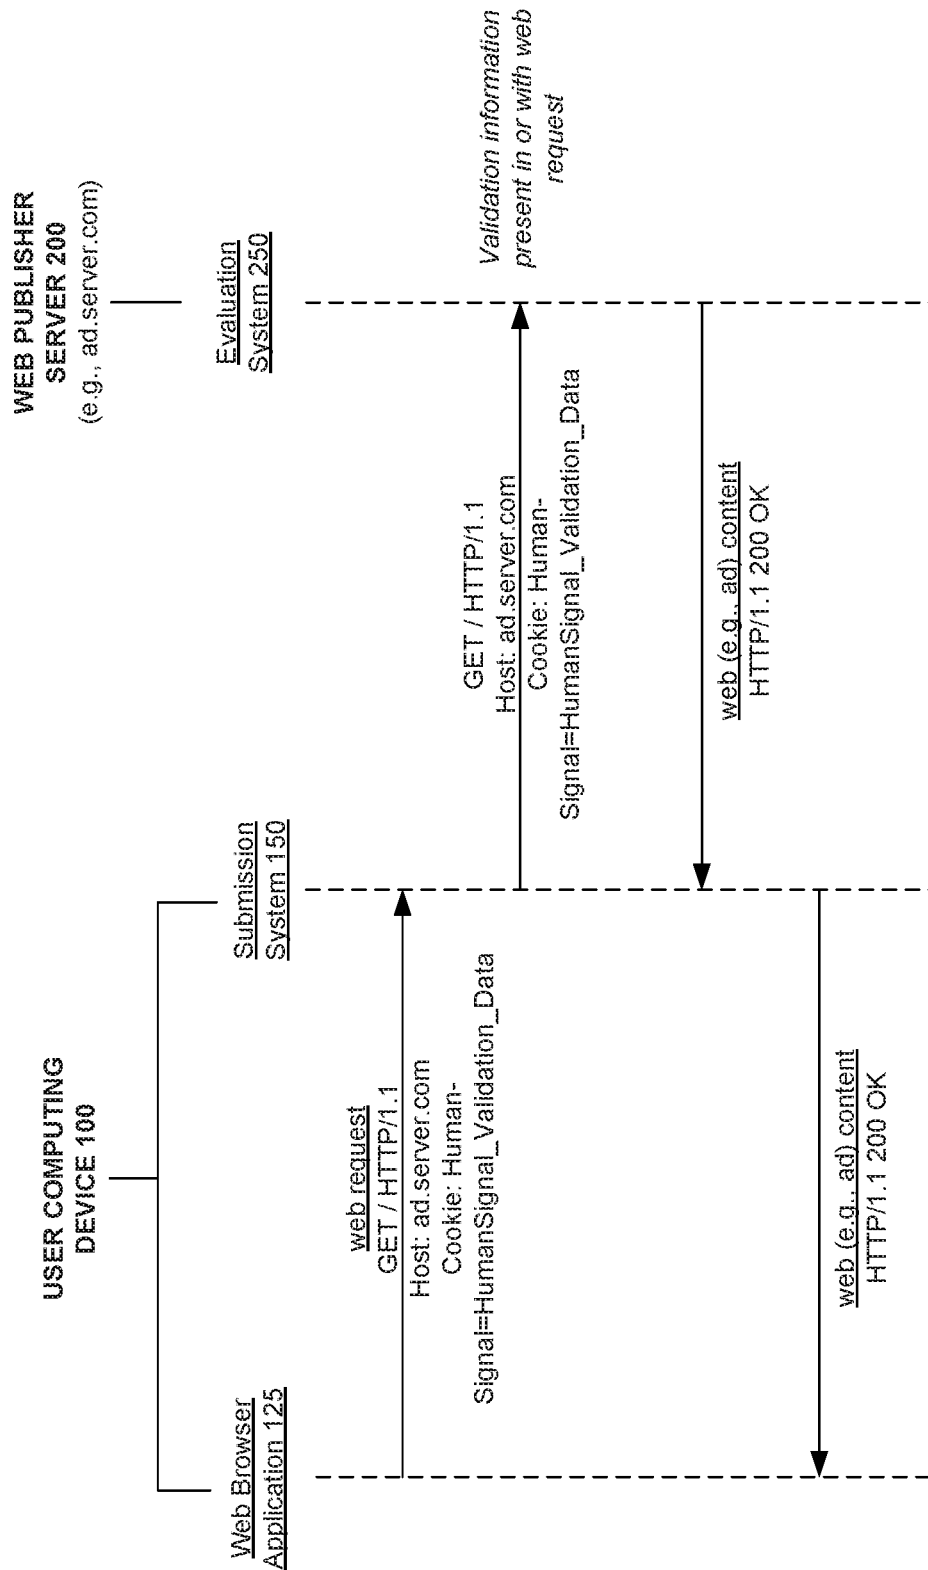 USER COMPUTING
DEVICE 100
WEB PUBLISHER
SERVER 200
(e.g., ad.server.com)
Web Browser
Application 125
Submission
System 150
Evaluation
System 250
web request
GET / HTTP/1.1
Host: ad.server.com
Cookie: Human-
Signal=HumanSignal_Validation_Data
GET / HTTP/1.1
Host: ad.server.com
Cookie: Human-
Signal=HumanSignal_Validation_Data
Validation information
present in or with web
request
web (e.g., ad) content
HTTP/1.1 200 OK
web (e.g., ad) content
HTTP/1.1 200 OK